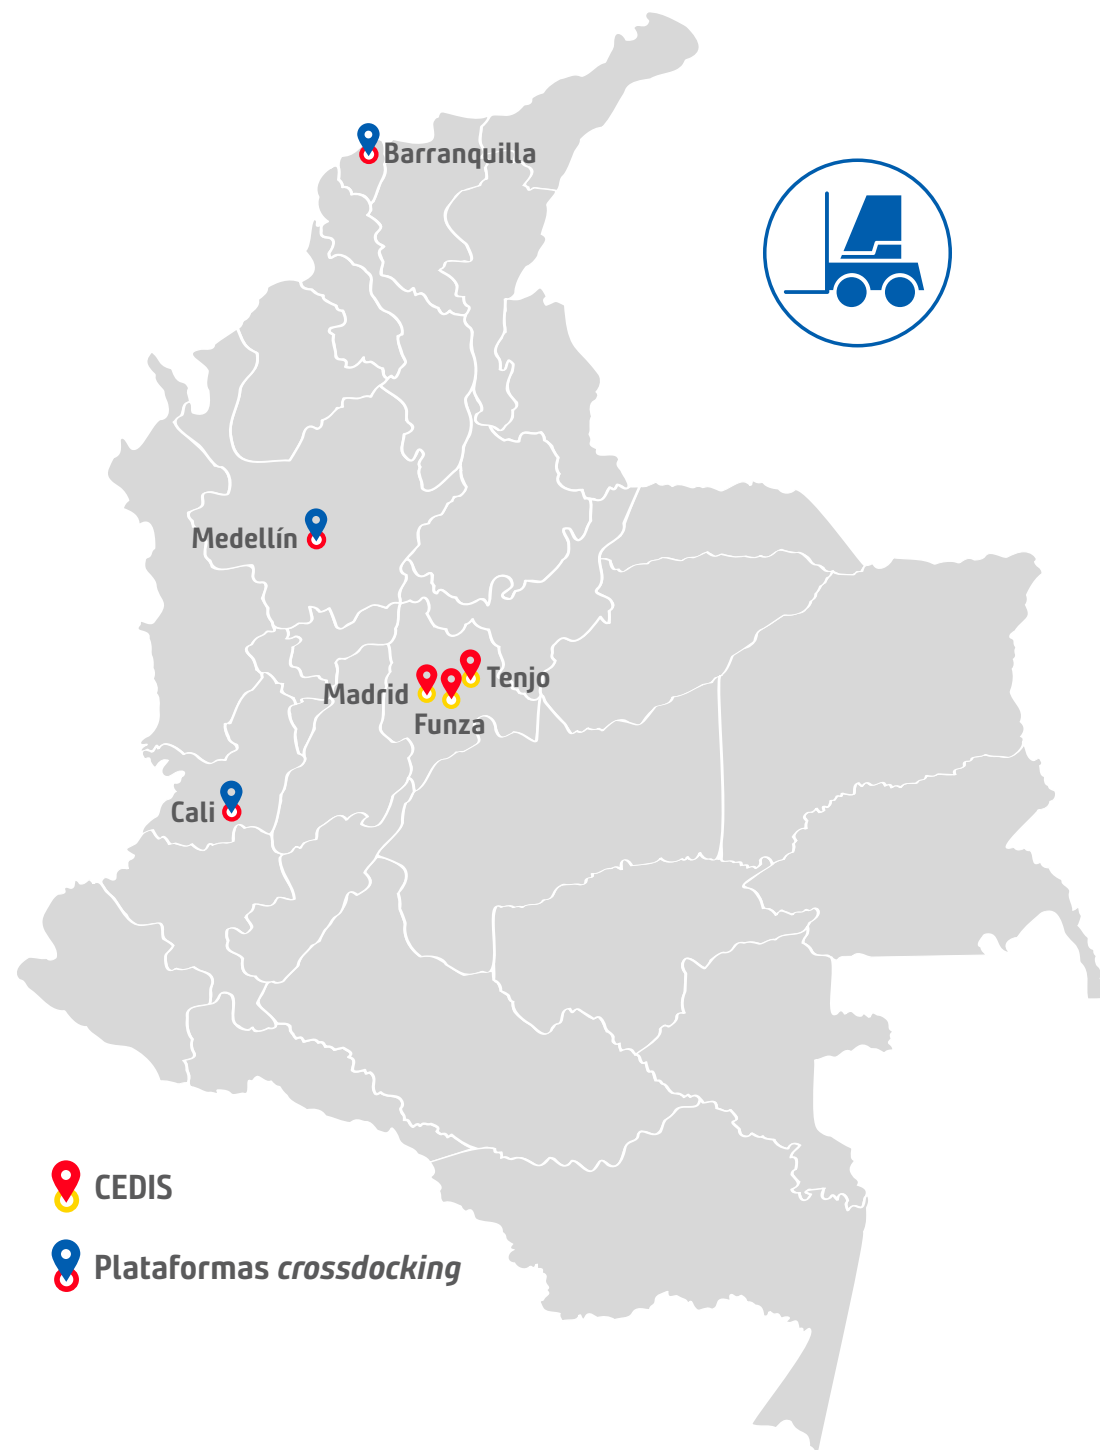 Barranquilla
Medellín
Tenjo
Madrid
Funza
Cali
CEDIS
Plataformas crossdocking